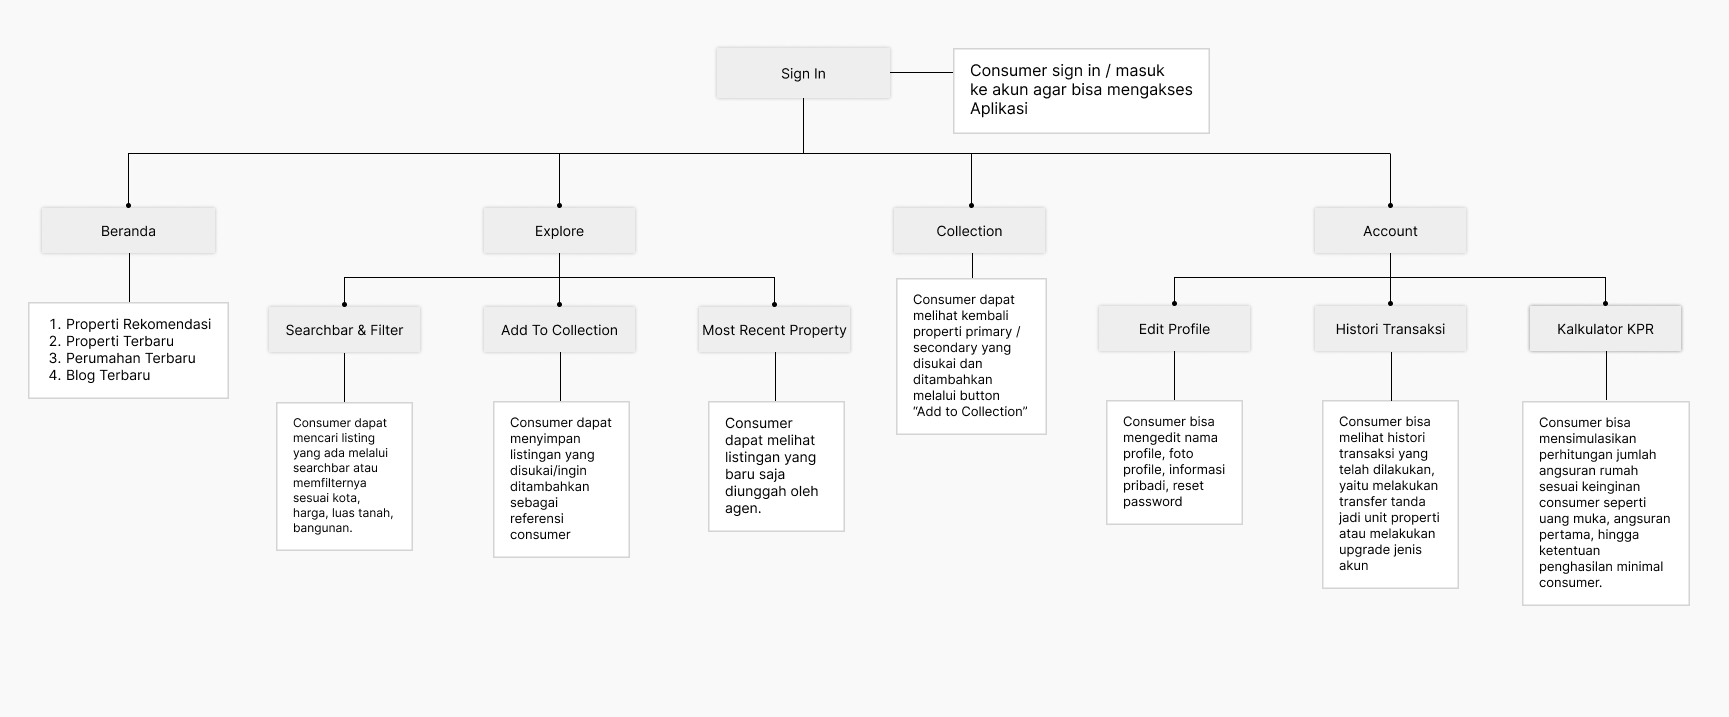 Sign In
Consumer sign in / masuk
ke akun agar bisa mengakses
Aplikasi
Beranda
Explore
Collection
Account
1. Properti Rekomendasi
2. Properti Terbaru
3. Perumahan Terbaru
4. Blog Terbaru
Searchbar & Filter
Add To Collection
Most Recent Property
Consumer dapat
melihat kembali
properti primary /
secondary yang
disukai dan
ditambahkan
melalui button
“Add to Collection”
Edit Profile
Histori Transaksi
Kalkulator KPR
Consumer dapat
mencari listing
yang ada melalui
searchbar atau
memfilternya
sesuai kota,
harga, luas tanah,
bangunan.
Consumer dapat
menyimpan
listingan yang
disukai/ingin
ditambahkan
sebagai
referensi
consumer
Consumer
dapat melihat
listingan yang
baru saja
diunggah oleh
agen.
Consumer bisa
mengedit nama
profile, foto
profile, informasi
pribadi, reset
password
Consumer bisa
melihat histori
transaksi yang
telah dilakukan,
yaitu melakukan
transfer tanda
jadi unit properti
atau melakukan
upgrade jenis
akun
Consumer bisa
mensimulasikan
perhitungan jumlah
angsuran rumah
sesuai keinginan
consumer seperti
uang muka, angsuran
pertama, hingga
ketentuan
penghasilan minimal
consumer.